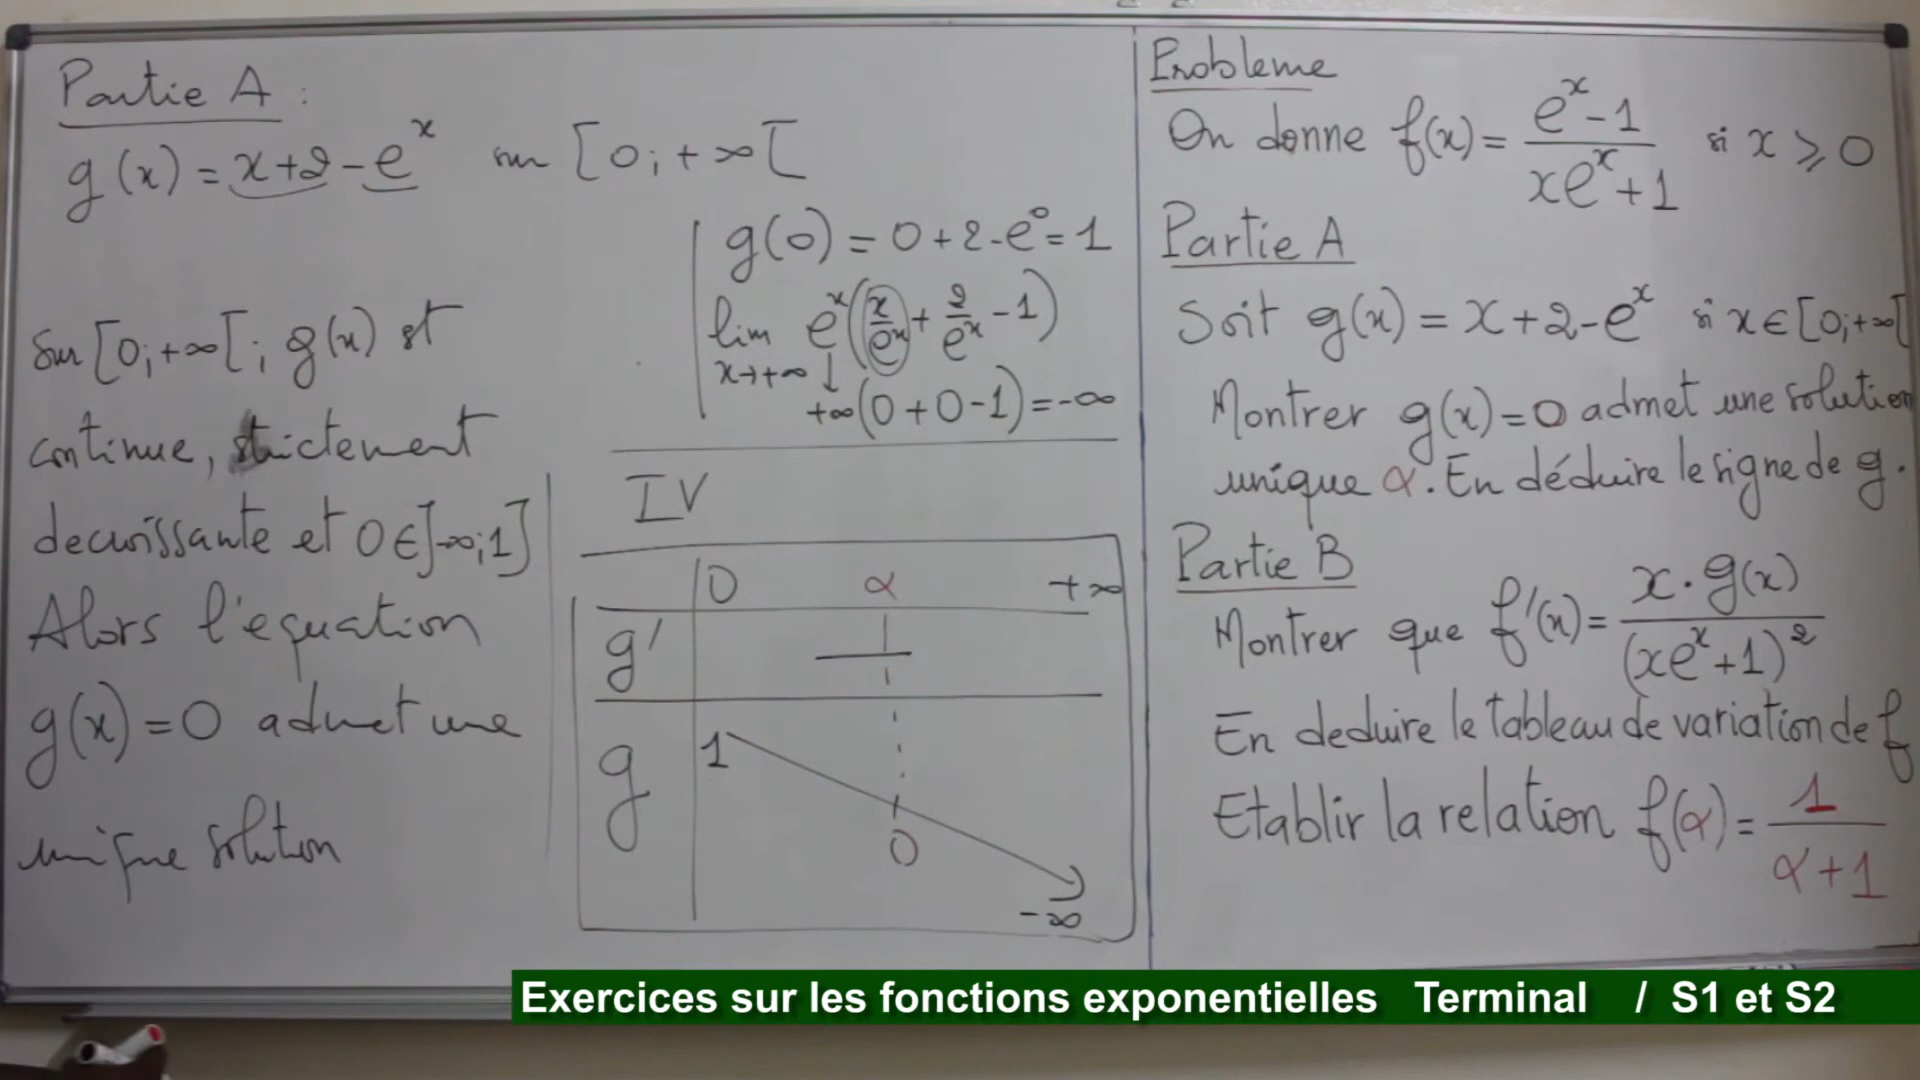 Partie A :
g(x) = x+2-e^x sur [0;+∞[
g(0) = 0+2-e^0 = 1
lim e^x(x/e^x + 2/e^x - 1)
x→+∞ ↓
+∞(0+0-1) = -∞
Sur [0;+∞[ ; g(x) est
continue, strictement
decroissante et 0∈]-∞;1]
Alors l'equation
g(x) = 0 admet une
unique solution
IV
0 α +∞
g' -
g 1
0
-∞
Probleme
On donne f(x) = (e^x-1)/(xe^x+1) si x ⩾ 0
Partie A
Soit g(x) = x+2-e^x si x∈[0;+∞[
Montrer g(x)=0 admet une solution
unique α. En déduire le signe de g.
Partie B
Montrer que f'(x) = x·g(x)/(xe^x+1)^2
En deduire le tableau de variation de f
Etablir la relation f(α) = 1/(α+1)
Exercices sur les fonctions exponentielles Terminal / S1 et S2